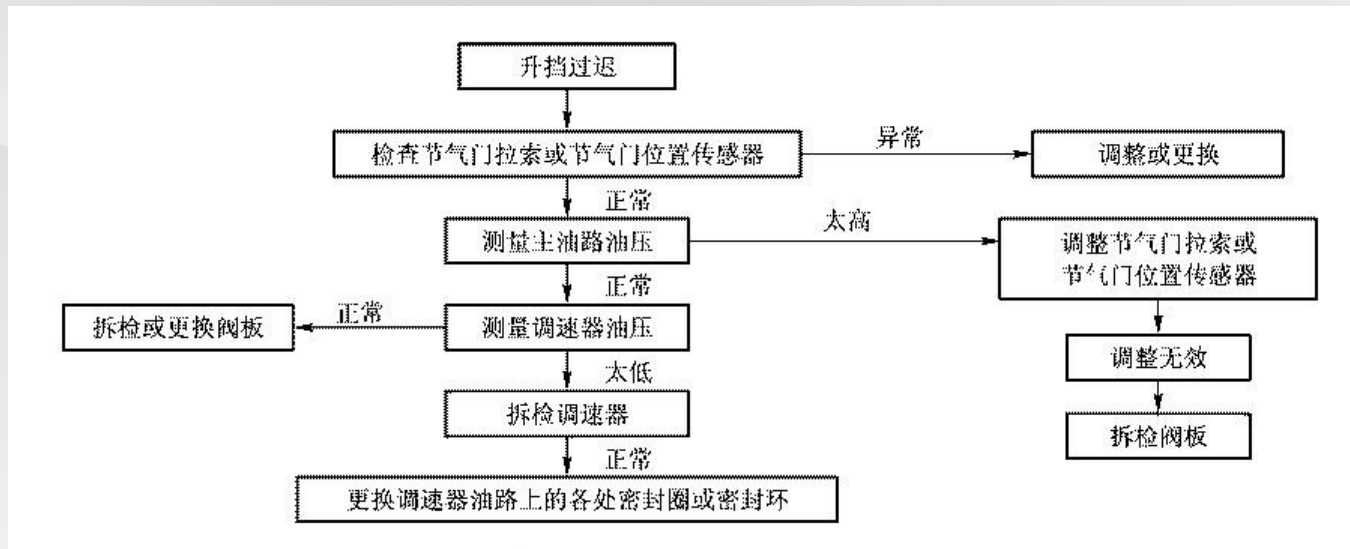 升挡过迟
检查节气门拉索或节气门位置传感器
异常
调整或更换
正常
测量主油路油压
太高
调整节气门拉索或
节气门位置传感器
正常
拆检或更换阀板
正常
测量调速器油压
调整无效
太低
拆检调速器
拆检阀板
正常
更换调速器油路上的各处密封圈或密封环